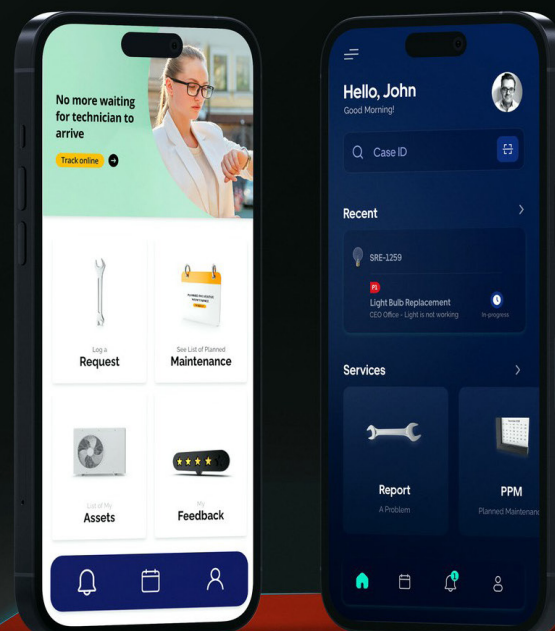 No more waiting
for technician to
arrive
Track online
Log a
Request
See List of Planned
Maintenance
List of My
Assets
My
Feedback
Hello, John
Good Morning!
Case ID
Recent
SRE-1259
P1
Light Bulb Replacement
CEO Office - Light is not working
In-progress
Services
Report
A Problem
PPM
Planned Maintenanc
1